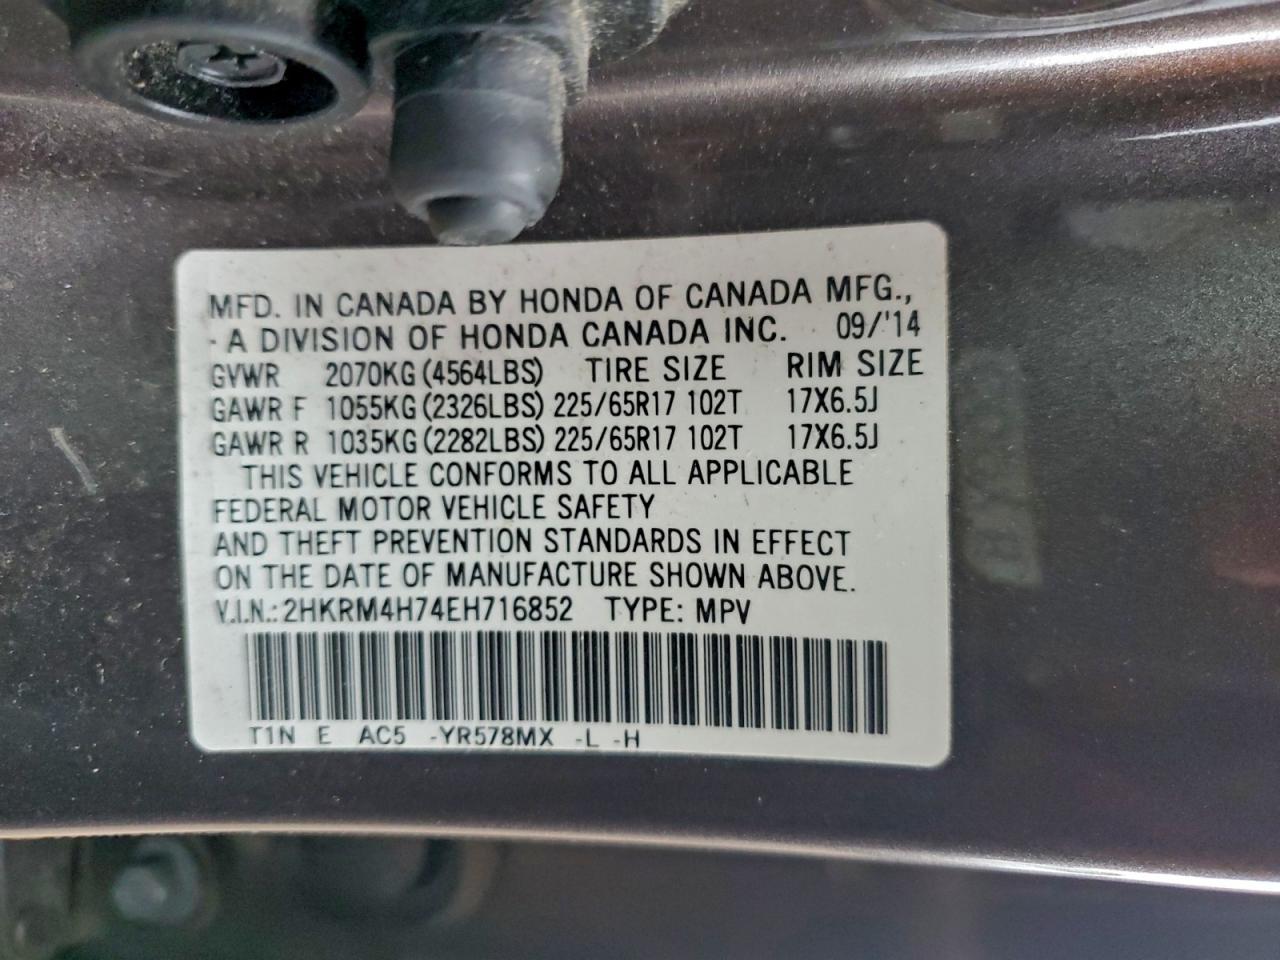 MFD. IN CANADA BY HONDA OF CANADA MFG.,
- A DIVISION OF HONDA CANADA INC. 09/'14
GVWR 2070KG (4564LBS) TIRE SIZE RIM SIZE
GAWR F 1055KG (2326LBS) 225/65R17 102T 17X6.5J
GAWR R 1035KG (2282LBS) 225/65R17 102T 17X6.5J
THIS VEHICLE CONFORMS TO ALL APPLICABLE
FEDERAL MOTOR VEHICLE SAFETY
AND THEFT PREVENTION STANDARDS IN EFFECT
ON THE DATE OF MANUFACTURE SHOWN ABOVE.
V.I.N.: 2HKRM4H74EH716852 TYPE: MPV
T1N E AC5 -YR578MX -L -H